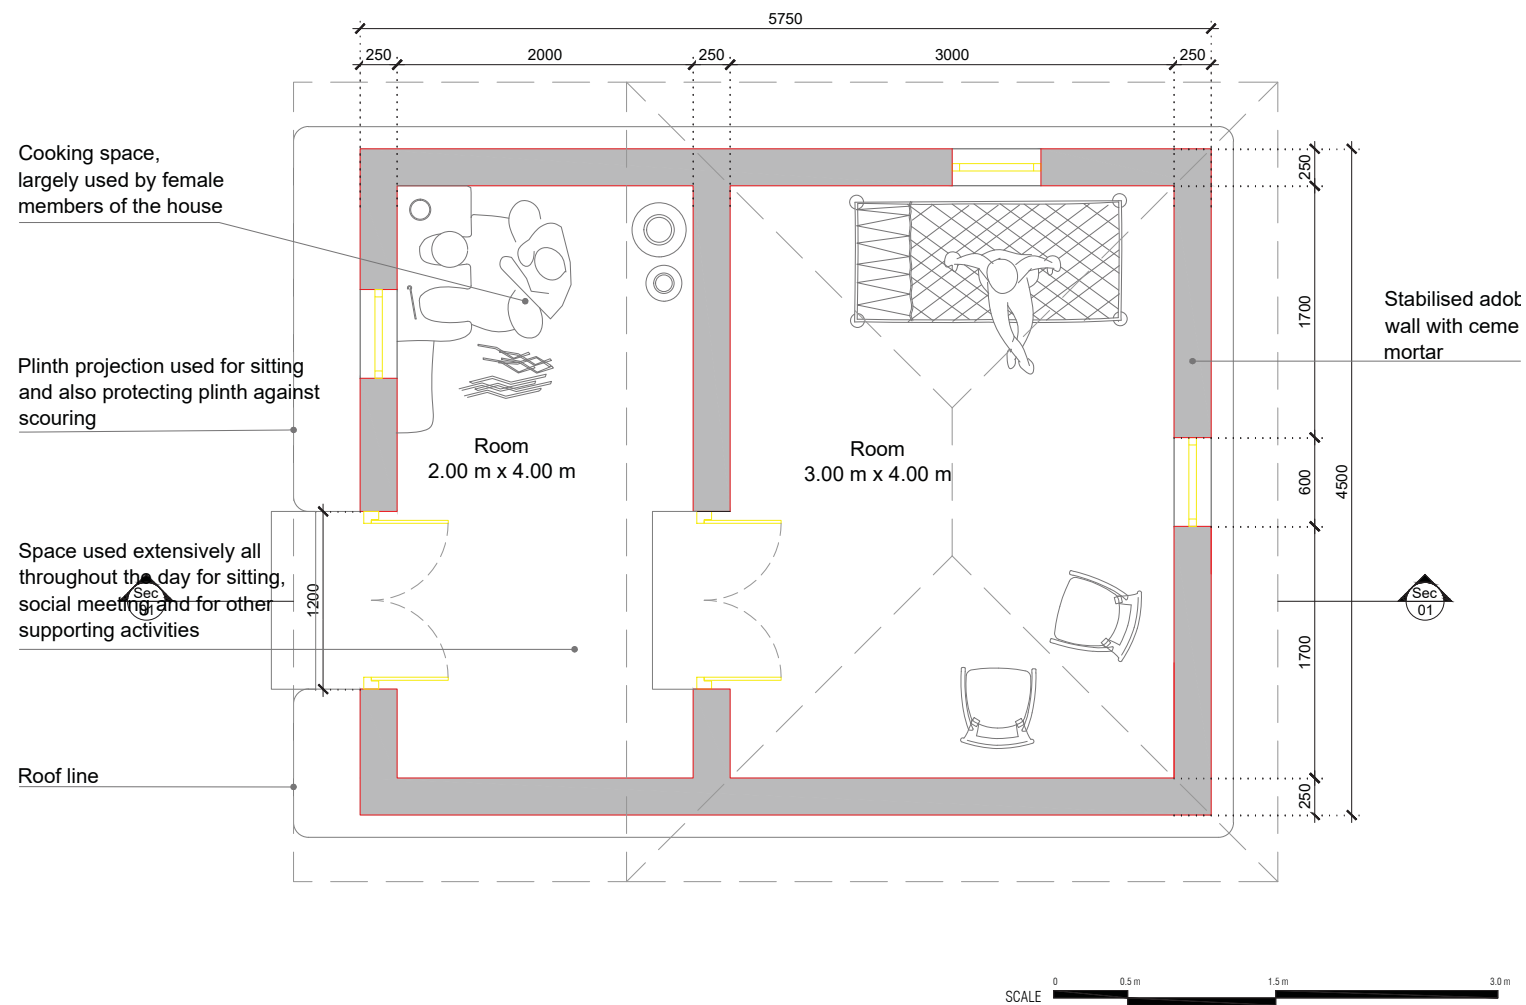 5750
250 2000 250 3000 250
Cooking space,
largely used by female
members of the house
250
1700
600
4500
1700
250
Stabilised adob
wall with ceme
mortar
Plinth projection used for sitting
and also protecting plinth against
scouring
Room
2.00 m x 4.00 m
Room
3.00 m x 4.00 m
Space used extensively all
throughout the day for sitting,
social meeting and for other
supporting activities
Sec
01
1200
Sec
01
Roof line
SCALE
0 0.5 m 1.5 m 3.0 m